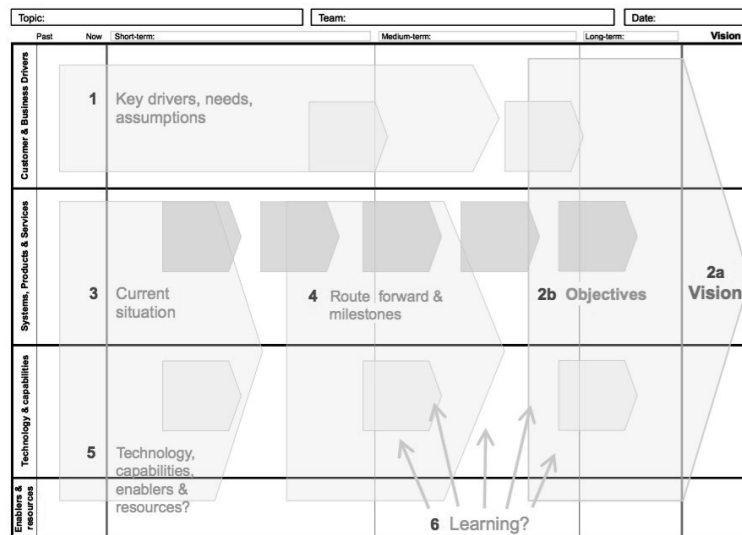 Topic:
Team:
Date:
Past
Now
Short-term:
Medium-term:
Long-term:
Vision
Customer & Business Drivers
1 Key drivers, needs,
assumptions
Systems, Products & Services
3 Current
situation
4 Route forward &
milestones
2b Objectives
2a
Vision
Technology & capabilities
5 Technology,
capabilities,
enablers &
resources?
Enablers &
resources
6 Learning?